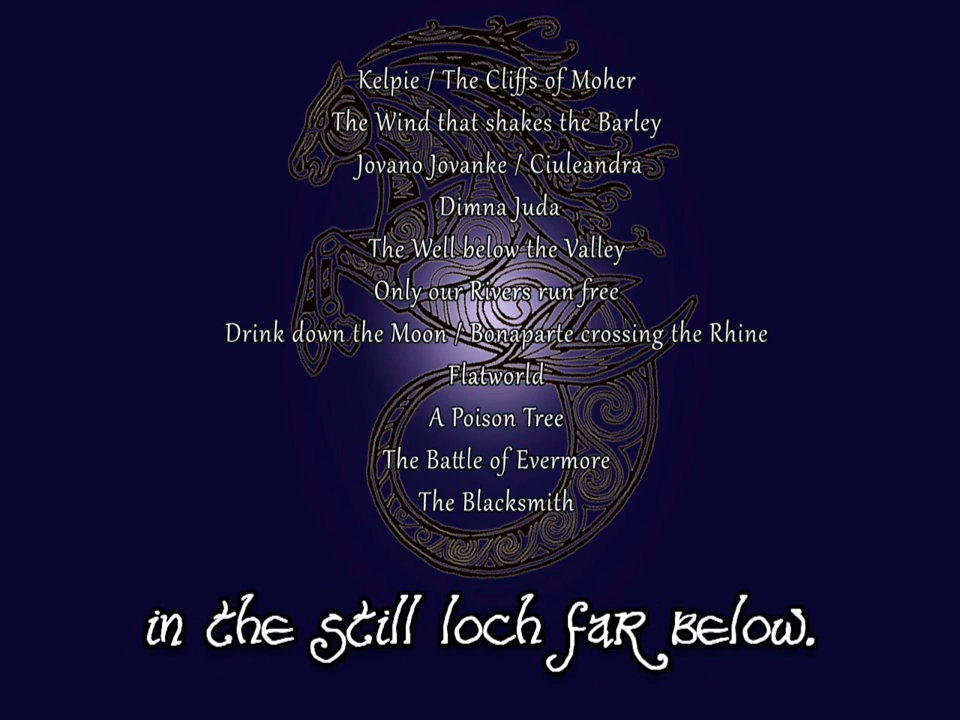 Kelpie / The Cliffs of Moher
The Wind that shakes the Barley
Jovano Jovanke / Ciuleandra
Dimna Juda
The Well below the Valley
Only our Rivers run free
Drink down the Moon / Bonaparte crossing the Rhine
Flatworld
A Poison Tree
The Battle of Evermore
The Blacksmith
in the still loch far below.